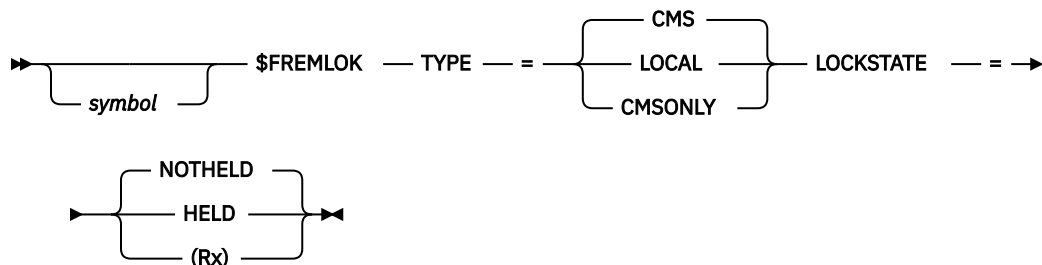 CMS
$FREMLOK TYPE = LOCAL LOCKSTATE =
symbol CMSONLY
NOTHELD
HELD
(Rx)